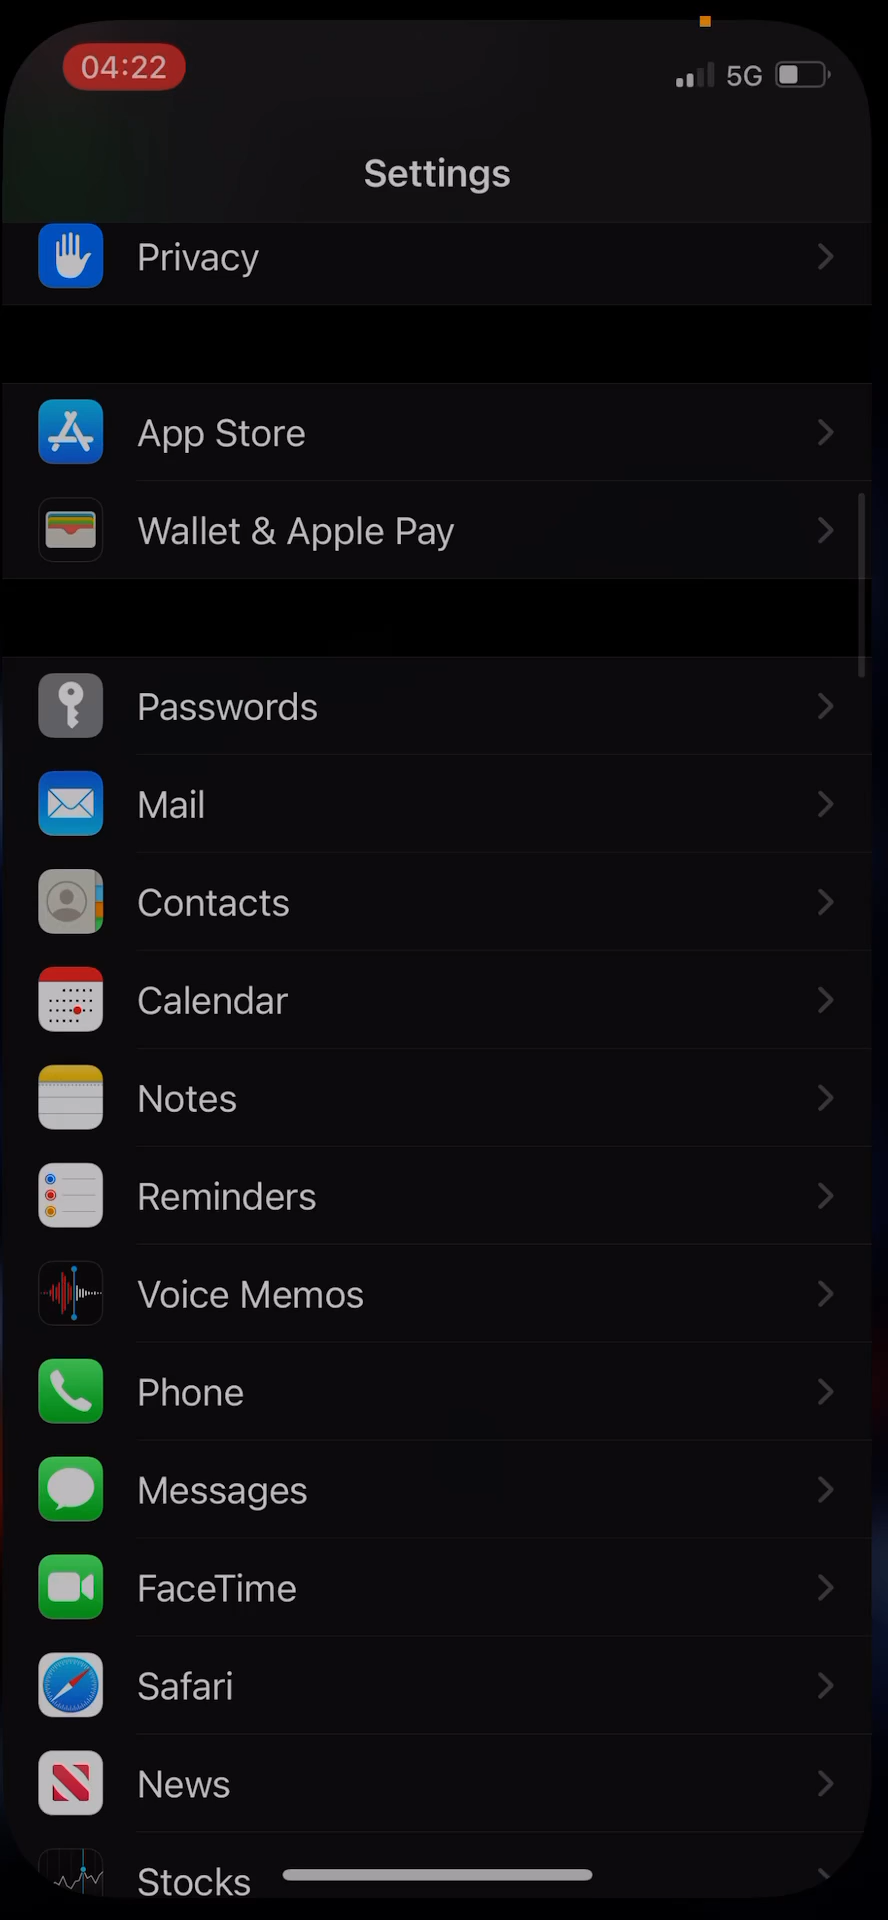 04:22
5G
Settings
Privacy
App Store
Wallet & Apple Pay
Passwords
Mail
Contacts
Calendar
Notes
Reminders
Voice Memos
Phone
Messages
FaceTime
Safari
News
Stocks